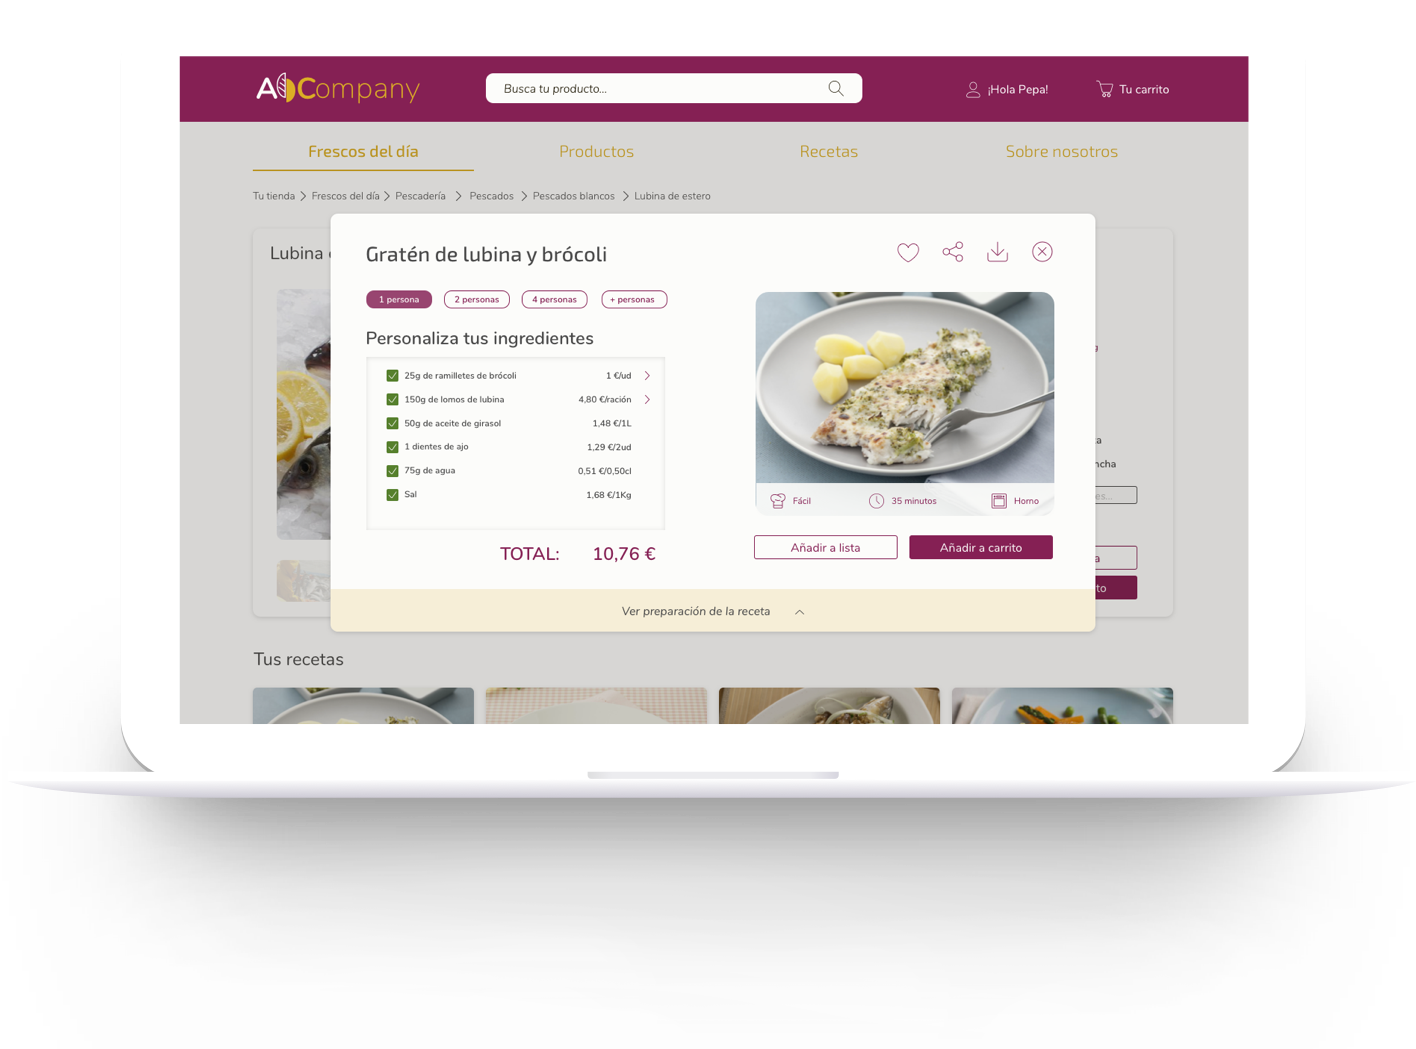 ACompany
Busca tu producto...
¡Hola Pepa!
Tu carrito
Frescos del día
Productos
Recetas
Sobre nosotros
Tu tienda > Frescos del día > Pescadería > Pescados > Pescados blancos > Lubina de estero
Lubina
Gratén de lubina y brócoli
1 persona
2 personas
4 personas
+ personas
Personaliza tus ingredientes
25g de ramilletes de brócoli 1 €/ud
150g de lomos de lubina 4,80 €/ración
50g de aceite de girasol 1,48 €/1L
1 dientes de ajo 1,29 €/2ud
75g de agua 0,51 €/0,50cl
Sal 1,68 €/1Kg
TOTAL: 10,76 €
Fácil
35 minutos
Horno
Añadir a lista
Añadir a carrito
Ver preparación de la receta
Tus recetas